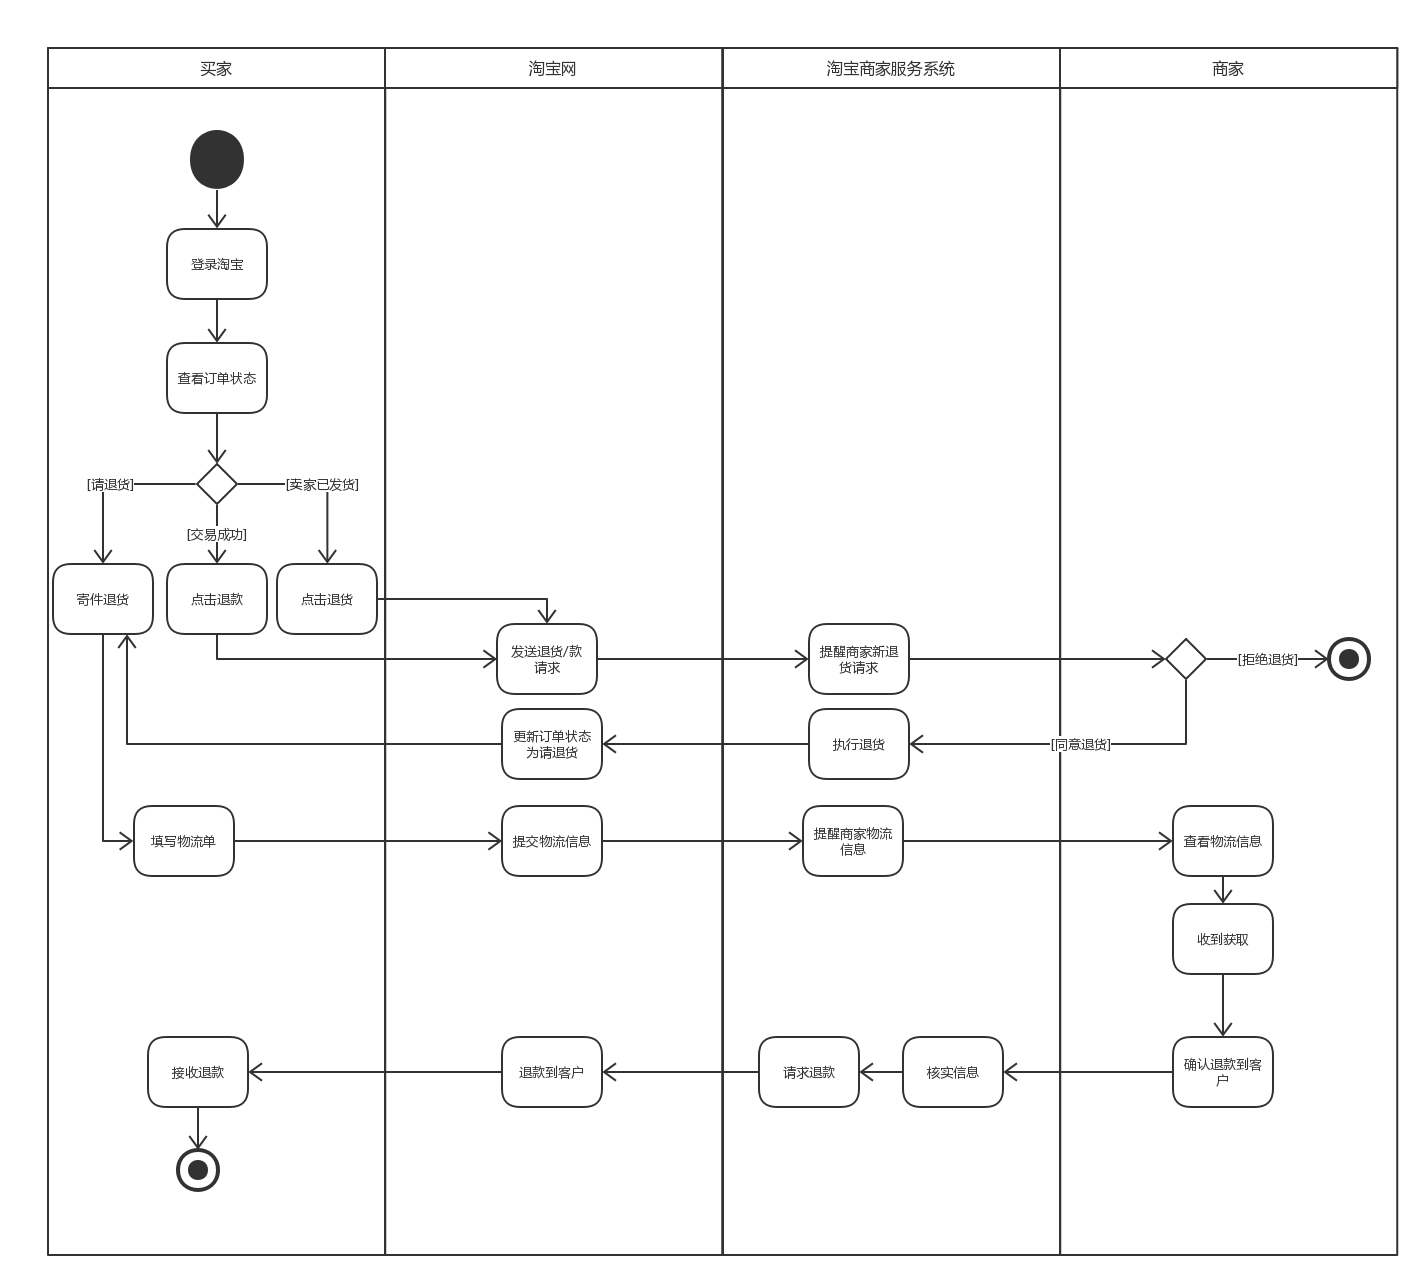 买家
淘宝网
淘宝商家服务系统
商家
登录淘宝
查看订单状态
[请退货]
[卖家已发货]
[交易成功]
寄件退货
点击退款
点击退货
发送退货/款
请求
提醒商家新退
货请求
[拒绝退货]
更新订单状态
为请退货
执行退货
[同意退货]
填写物流单
提交物流信息
提醒商家物流
信息
查看物流信息
收到获取
接收退款
退款到客户
请求退款
核实信息
确认退款到客
户